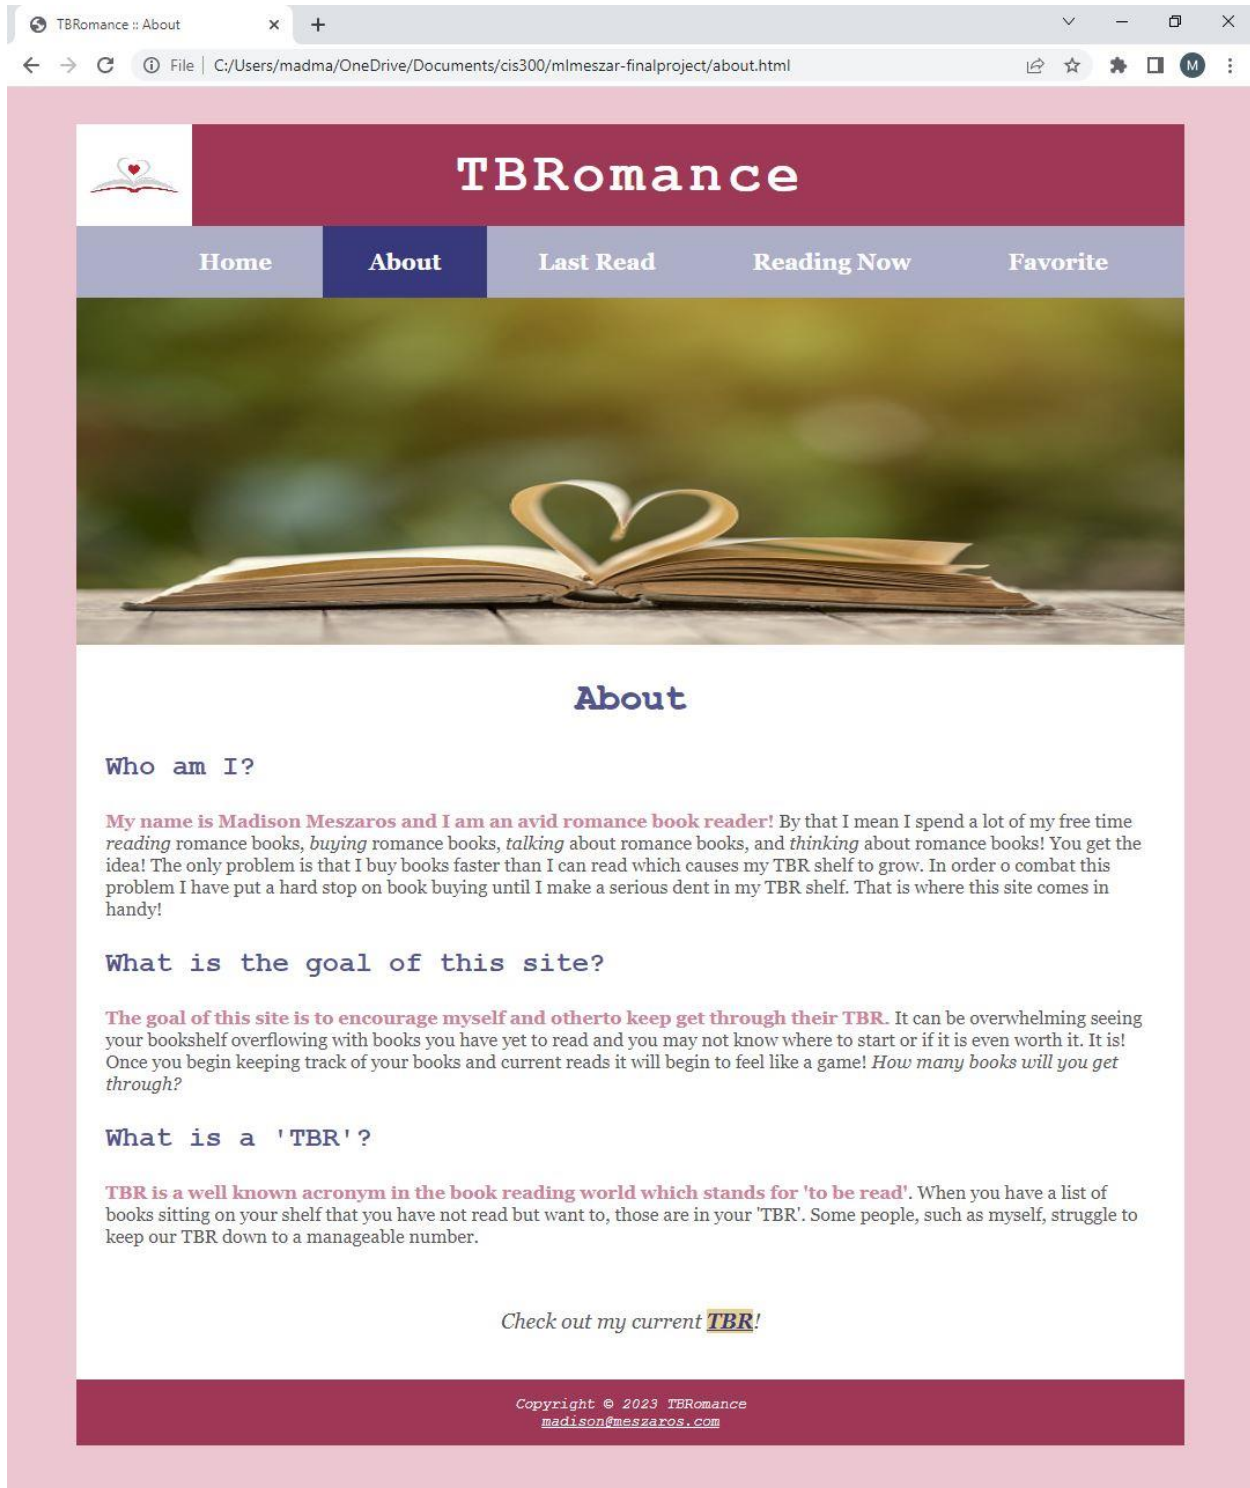 TBRomance :: About
File | C:/Users/madma/OneDrive/Documents/cis300/mlmeszar-finalproject/about.html
M
TBRomance
Home About Last Read Reading Now Favorite
About
Who am I?
My name is Madison Meszaros and I am an avid romance book reader! By that I mean I spend a lot of my free time
reading romance books, buying romance books, talking about romance books, and thinking about romance books! You get the
idea! The only problem is that I buy books faster than I can read which causes my TBR shelf to grow. In order o combat this
problem I have put a hard stop on book buying until I make a serious dent in my TBR shelf. That is where this site comes in
handy!
What is the goal of this site?
The goal of this site is to encourage myself and otherto keep get through their TBR. It can be overwhelming seeing
your bookshelf overflowing with books you have yet to read and you may not know where to start or if it is even worth it. It is!
Once you begin keeping track of your books and current reads it will begin to feel like a game! How many books will you get
through?
What is a 'TBR'?
TBR is a well known acronym in the book reading world which stands for 'to be read'. When you have a list of
books sitting on your shelf that you have not read but want to, those are in your 'TBR'. Some people, such as myself, struggle to
keep our TBR down to a manageable number.
Check out my current TBR!
Copyright © 2023 TBRomance
madison@meszaros.com